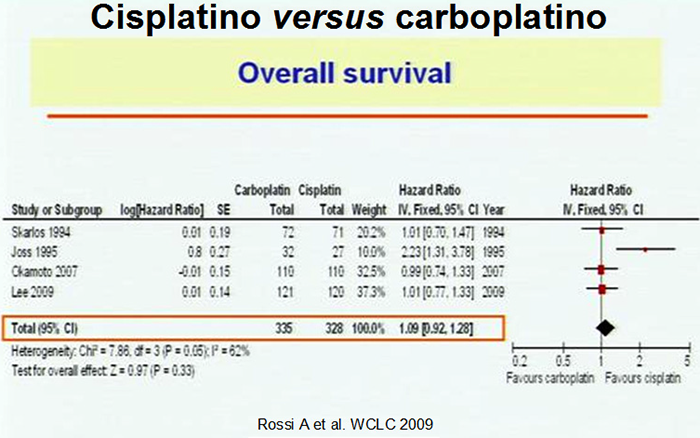 Cisplatino versus carboplatino
Overall survival
Carboplatin Cisplatin Hazard Ratio Hazard Ratio
Study or Subgroup log[Hazard Ratio] SE Total Total Weight IV, Fixed, 95% CI Year IV, Fixed, 95% CI
Skarlos 1994 0.01 0.19 72 71 20.2% 1.01 [0.70, 1.47] 1994
Joss 1995 0.8 0.27 32 27 10.0% 2.23 [1.31, 3.78] 1995
Okamoto 2007 -0.01 0.15 110 110 32.5% 0.99 [0.74, 1.33] 2007
Lee 2009 0.01 0.14 121 120 37.3% 1.01 [0.77, 1.33] 2009
Total (95% CI) 335 328 100.0% 1.09 [0.92, 1.28]
Heterogeneity: Chi² = 7.86, df = 3 (P = 0.05); I² = 62%
Test for overall effect: Z = 0.97 (P = 0.33)
0.2 0.5 1 2 5
Favours carboplatin Favours cisplatin
Rossi A et al. WCLC 2009